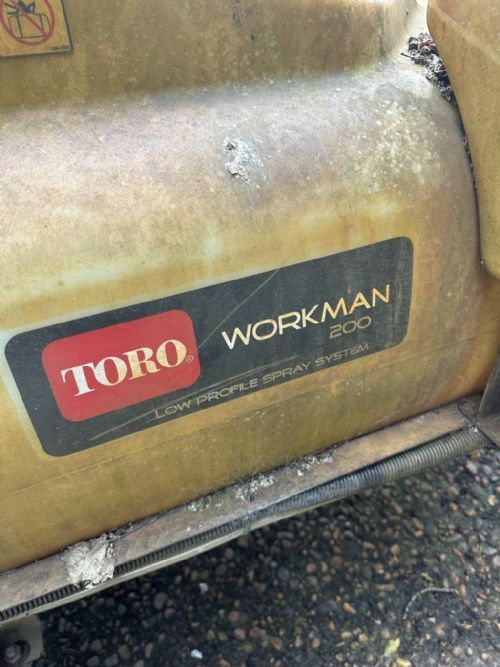 TORO®
WORKMAN
200
LOW PROFILE SPRAY SYSTEM